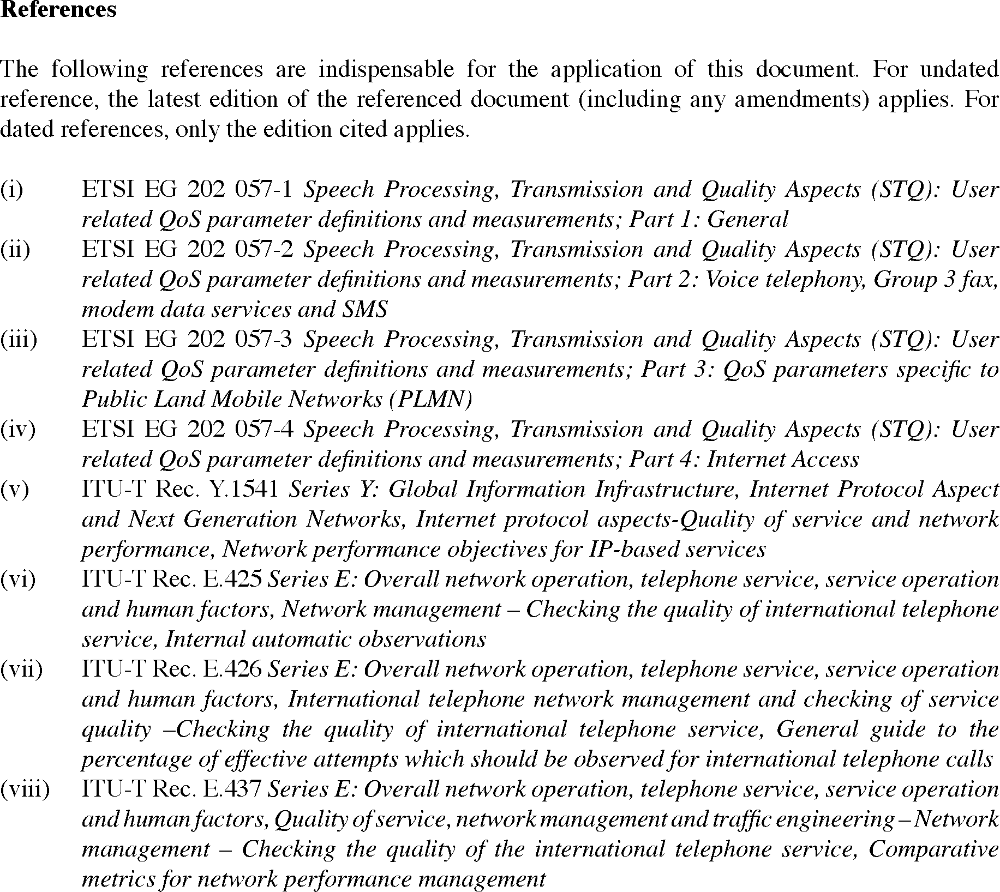 References
The following references are indispensable for the application of this document. For undated
reference, the latest edition of the referenced document (including any amendments) applies. For
dated references, only the edition cited applies.
(i) ETSI EG 202 057-1 Speech Processing, Transmission and Quality Aspects (STQ): User
related QoS parameter definitions and measurements; Part 1: General
(ii) ETSI EG 202 057-2 Speech Processing, Transmission and Quality Aspects (STQ): User
related QoS parameter definitions and measurements; Part 2: Voice telephony, Group 3 fax,
modem data services and SMS
(iii) ETSI EG 202 057-3 Speech Processing, Transmission and Quality Aspects (STQ): User
related QoS parameter definitions and measurements; Part 3: QoS parameters specific to
Public Land Mobile Networks (PLMN)
(iv) ETSI EG 202 057-4 Speech Processing, Transmission and Quality Aspects (STQ): User
related QoS parameter definitions and measurements; Part 4: Internet Access
(v) ITU-T Rec. Y.1541 Series Y: Global Information Infrastructure, Internet Protocol Aspect
and Next Generation Networks, Internet protocol aspects-Quality of service and network
performance, Network performance objectives for IP-based services
(vi) ITU-T Rec. E.425 Series E: Overall network operation, telephone service, service operation
and human factors, Network management – Checking the quality of international telephone
service, Internal automatic observations
(vii) ITU-T Rec. E.426 Series E: Overall network operation, telephone service, service operation
and human factors, International telephone network management and checking of service
quality –Checking the quality of international telephone service, General guide to the
percentage of effective attempts which should be observed for international telephone calls
(viii) ITU-T Rec. E.437 Series E: Overall network operation, telephone service, service operation
and human factors, Quality of service, network management and traffic engineering – Network
management – Checking the quality of the international telephone service, Comparative
metrics for network performance management